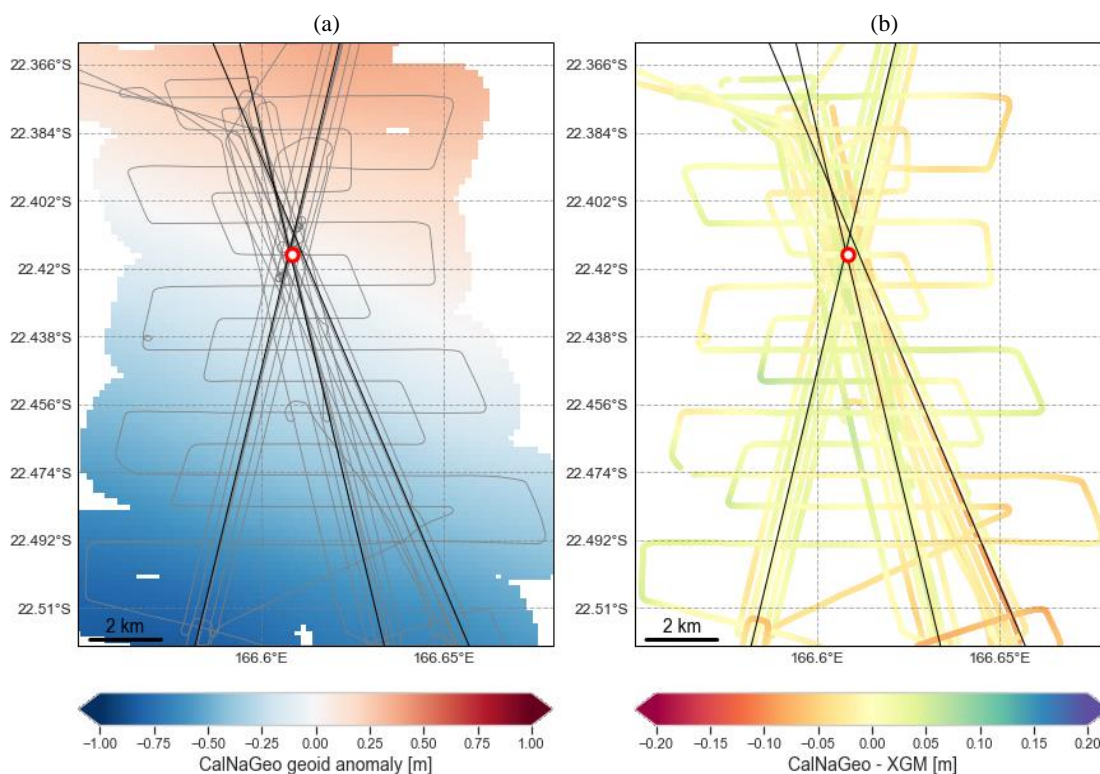 (a)
(b)
22.366°S
22.384°S
22.402°S
22.42°S
22.438°S
22.456°S
22.474°S
22.492°S
22.51°S
2 km
166.6°E
166.65°E
22.366°S
22.384°S
22.402°S
22.42°S
22.438°S
22.456°S
22.474°S
22.492°S
22.51°S
2 km
166.6°E
166.65°E
−1.00 −0.75 −0.50 −0.25 0.00 0.25 0.50 0.75 1.00
CalNaGeo geoid anomaly [m]
−0.20 −0.15 −0.10 −0.05 0.00 0.05 0.10 0.15 0.20
CalNaGeo - XGM [m]